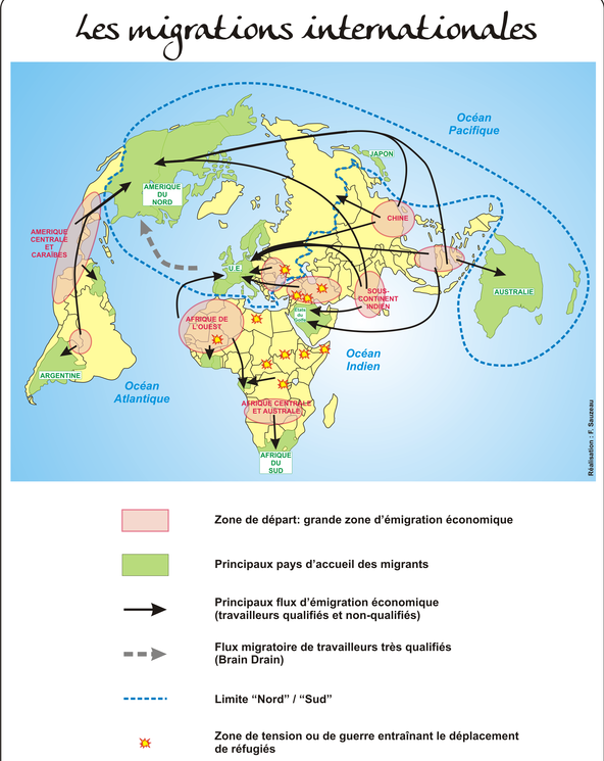 Les migrations internationales
Océan
Pacifique
JAPON
AMERIQUE
DU
NORD
CHINE
AMERIQUE
CENTRALE
ET
CARAÏBES
U.E.
AUSTRALIE
SOUS-
CONTINENT
INDIEN
Etats
du
Golfe
AFRIQUE DE
L'OUEST
Océan
Indien
ARGENTINE
Océan
Atlantique
AFRIQUE CENTRALE
ET AUSTRALE
AFRIQUE
DU
SUD
Réalisation : F. Sauzeau
Zone de départ: grande zone d'émigration économique
Principaux pays d'accueil des migrants
Principaux flux d'émigration économique
(travailleurs qualifiés et non-qualifiés)
Flux migratoire de travailleurs très qualifiés
(Brain Drain)
Limite "Nord" / "Sud"
Zone de tension ou de guerre entraînant le déplacement
de réfugiés